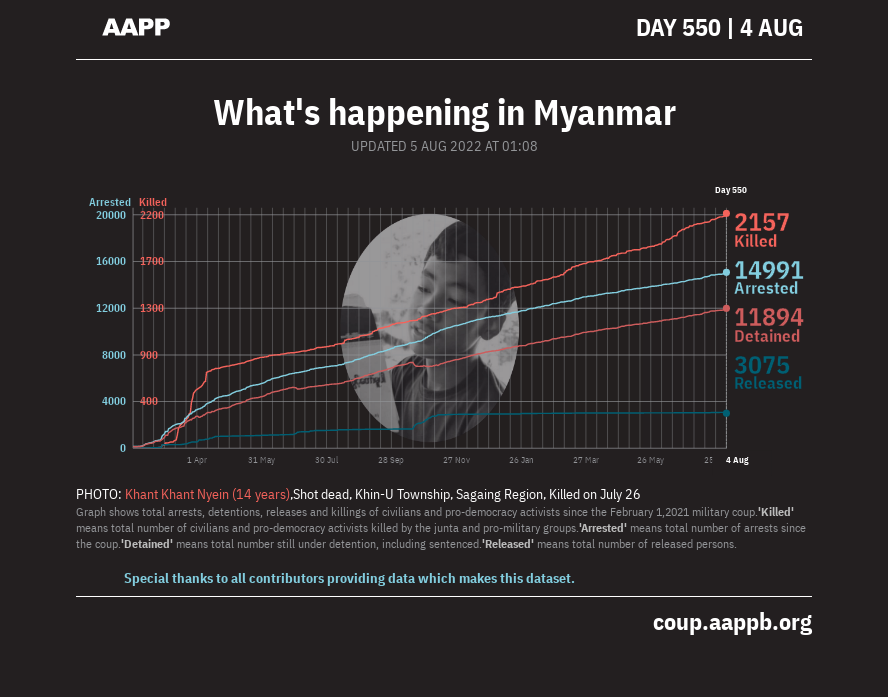 AAPP
DAY 550 | 4 AUG
What's happening in Myanmar
UPDATED 5 AUG 2022 AT 01:08
Day 550
Arrested Killed
20000 2200
16000 1700
12000 1300
8000 900
4000 400
0
2157
Killed
14991
Arrested
11894
Detained
3075
Released
1 Apr 31 May 30 Jul 28 Sep 27 Nov 26 Jan 27 Mar 26 May 4 Aug
PHOTO: Khant Khant Nyein (14 years),Shot dead, Khin-U Township, Sagaing Region, Killed on July 26
Graph shows total arrests, detentions, releases and killings of civilians and pro-democracy activists since the February 1,2021 military coup.'Killed'
means total number of civilians and pro-democracy activists killed by the junta and pro-military groups.'Arrested' means total number of arrests since
the coup.'Detained' means total number still under detention, including sentenced.'Released' means total number of released persons.
Special thanks to all contributors providing data which makes this dataset.
coup.aappb.org